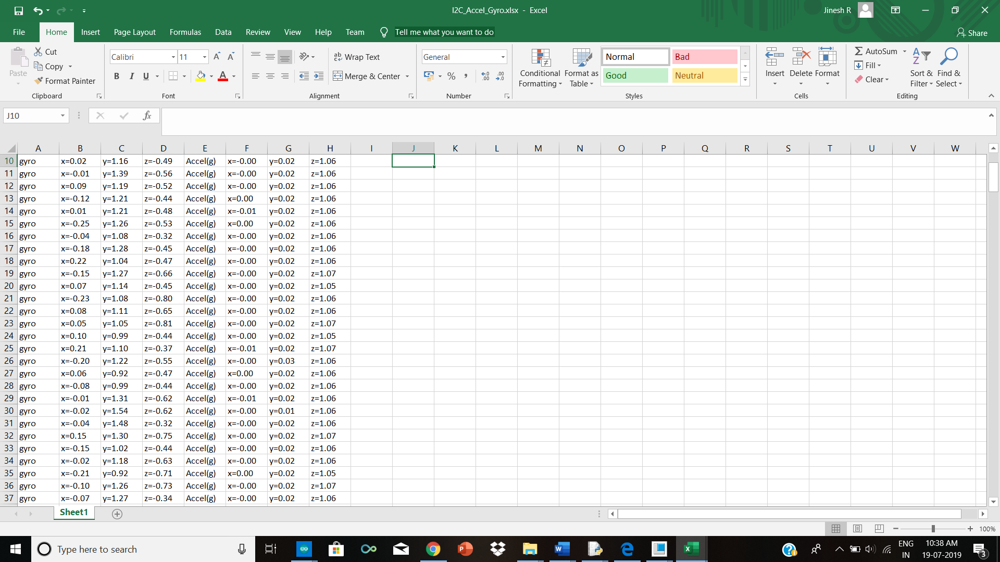 I2C_Accel_Gyro.xlsx - Excel
Jinesh R
File Home Insert Page Layout Formulas Data Review View Help Team Tell me what you want to do
Share
Paste
Cut
Copy
Format Painter
Clipboard
Calibri 11
B I U
Font
Wrap Text
Merge & Center
Alignment
General
Number
Conditional Formatting
Format as Table
Normal Bad
Good Neutral
Styles
Insert Delete Format
Cells
AutoSum
Fill
Clear
Sort & Filter
Find & Select
Editing
J10
fx
A B C D E F G H I J K L M N O P Q R S T U V W
10 gyro x=0.02 y=1.16 z=-0.49 Accel(g) x=-0.00 y=0.02 z=1.06
11 gyro x=-0.01 y=1.39 z=-0.56 Accel(g) x=-0.00 y=0.02 z=1.06
12 gyro x=0.09 y=1.19 z=-0.52 Accel(g) x=-0.00 y=0.02 z=1.06
13 gyro x=-0.12 y=1.21 z=-0.44 Accel(g) x=0.00 y=0.02 z=1.06
14 gyro x=0.01 y=1.21 z=-0.48 Accel(g) x=-0.01 y=0.02 z=1.06
15 gyro x=-0.25 y=1.26 z=-0.53 Accel(g) x=0.00 y=0.02 z=1.06
16 gyro x=-0.04 y=1.08 z=-0.32 Accel(g) x=-0.00 y=0.02 z=1.06
17 gyro x=-0.18 y=1.28 z=-0.45 Accel(g) x=-0.00 y=0.02 z=1.06
18 gyro x=0.22 y=1.04 z=-0.47 Accel(g) x=-0.00 y=0.02 z=1.06
19 gyro x=-0.15 y=1.27 z=-0.66 Accel(g) x=-0.00 y=0.02 z=1.07
20 gyro x=0.07 y=1.14 z=-0.45 Accel(g) x=-0.00 y=0.02 z=1.05
21 gyro x=-0.23 y=1.08 z=-0.80 Accel(g) x=-0.00 y=0.02 z=1.06
22 gyro x=0.08 y=1.11 z=-0.65 Accel(g) x=-0.00 y=0.02 z=1.06
23 gyro x=0.05 y=1.05 z=-0.81 Accel(g) x=-0.00 y=0.02 z=1.07
24 gyro x=0.10 y=0.99 z=-0.44 Accel(g) x=-0.00 y=0.02 z=1.05
25 gyro x=0.21 y=1.10 z=-0.37 Accel(g) x=-0.01 y=0.02 z=1.07
26 gyro x=-0.20 y=1.22 z=-0.55 Accel(g) x=-0.00 y=0.03 z=1.06
27 gyro x=0.06 y=0.92 z=-0.47 Accel(g) x=0.00 y=0.02 z=1.06
28 gyro x=-0.08 y=0.99 z=-0.44 Accel(g) x=-0.00 y=0.02 z=1.06
29 gyro x=-0.01 y=1.31 z=-0.62 Accel(g) x=-0.01 y=0.02 z=1.06
30 gyro x=-0.02 y=1.54 z=-0.62 Accel(g) x=-0.00 y=0.01 z=1.06
31 gyro x=-0.04 y=1.48 z=-0.32 Accel(g) x=-0.00 y=0.02 z=1.06
32 gyro x=0.15 y=1.30 z=-0.75 Accel(g) x=-0.00 y=0.02 z=1.07
33 gyro x=-0.15 y=1.02 z=-0.44 Accel(g) x=-0.00 y=0.02 z=1.06
34 gyro x=-0.02 y=1.18 z=-0.63 Accel(g) x=-0.00 y=0.02 z=1.06
35 gyro x=-0.21 y=0.92 z=-0.71 Accel(g) x=0.00 y=0.02 z=1.05
36 gyro x=-0.10 y=1.26 z=-0.73 Accel(g) x=-0.00 y=0.02 z=1.07
37 gyro x=-0.07 y=1.27 z=-0.34 Accel(g) x=-0.00 y=0.02 z=1.06
Sheet1
100%
Type here to search
ENG
IN
10:38 AM
19-07-2019
3